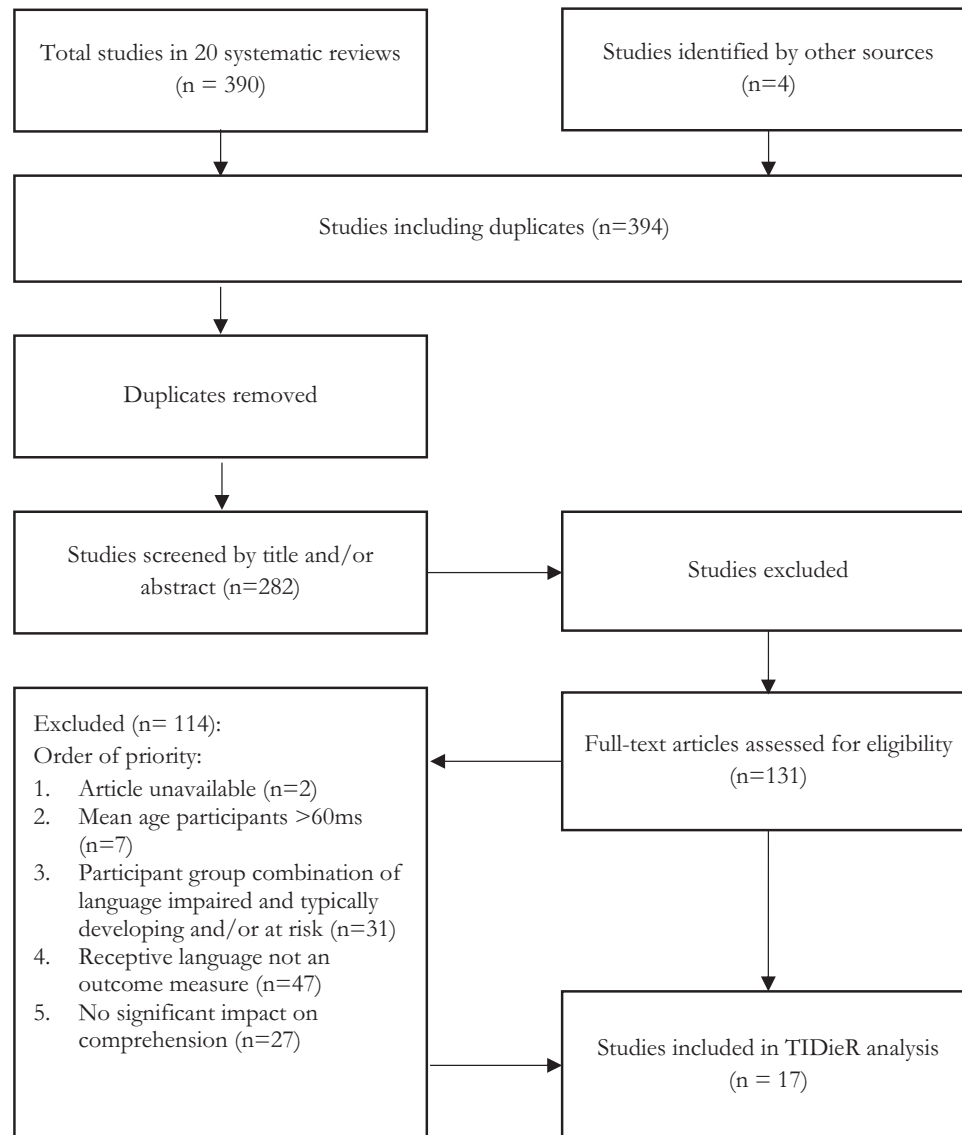 Total studies in 20 systematic reviews
(n = 390)
Studies identified by other sources
(n=4)
Studies including duplicates (n=394)
Duplicates removed
Studies screened by title and/or
abstract (n=282)
Studies excluded
Full-text articles assessed for eligibility
(n=131)
Excluded (n= 114):
Order of priority:
1. Article unavailable (n=2)
2. Mean age participants >60ms
(n=7)
3. Participant group combination of
language impaired and typically
developing and/or at risk (n=31)
4. Receptive language not an
outcome measure (n=47)
5. No significant impact on
comprehension (n=27)
Studies included in TIDieR analysis
(n = 17)